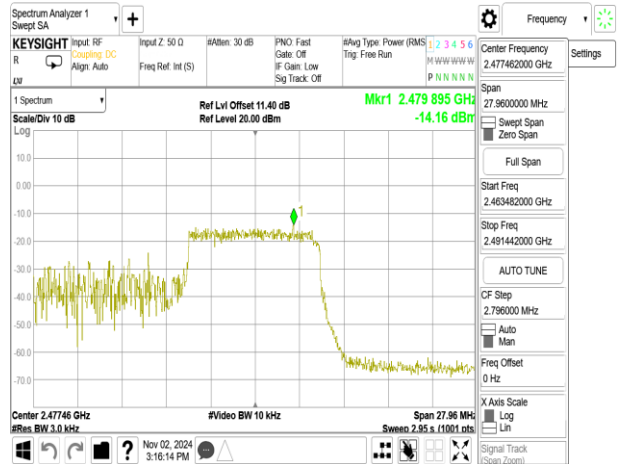 Spectrum Analyzer 1
Swept SA
Frequency
KEYSIGHT
R
Input: RF
Coupling: DC
Align: Auto
Input Z: 50 Ω
Freq Ref: Int (S)
#Atten: 30 dB
PNO: Fast
Gate: Off
IF Gain: Low
Sig Track: Off
#Avg Type: Power (RMS
Trig: Free Run
1 2 3 4 5 6
M W W W W W
P N N N N N
1 Spectrum
Scale/Div 10 dB
Log
Ref Lvl Offset 11.40 dB
Ref Level 20.00 dBm
Mkr1 2.479 895 GHz
-14.16 dBm
10.0
0.00
-10.0
-20.0
-30.0
-40.0
-50.0
-60.0
-70.0
1
Center 2.47746 GHz
#Res BW 3.0 kHz
#Video BW 10 kHz
Span 27.96 MHz
Sweep 2.95 s (1001 pts
Nov 02, 2024
3:16:14 PM
Center Frequency
2.477462000 GHz
Settings
Span
27.9600000 MHz
Swept Span
Zero Span
Full Span
Start Freq
2.463482000 GHz
Stop Freq
2.491442000 GHz
AUTO TUNE
CF Step
2.796000 MHz
Auto
Man
Freq Offset
0 Hz
X Axis Scale
Log
Lin
Signal Track
(Span Zoom)